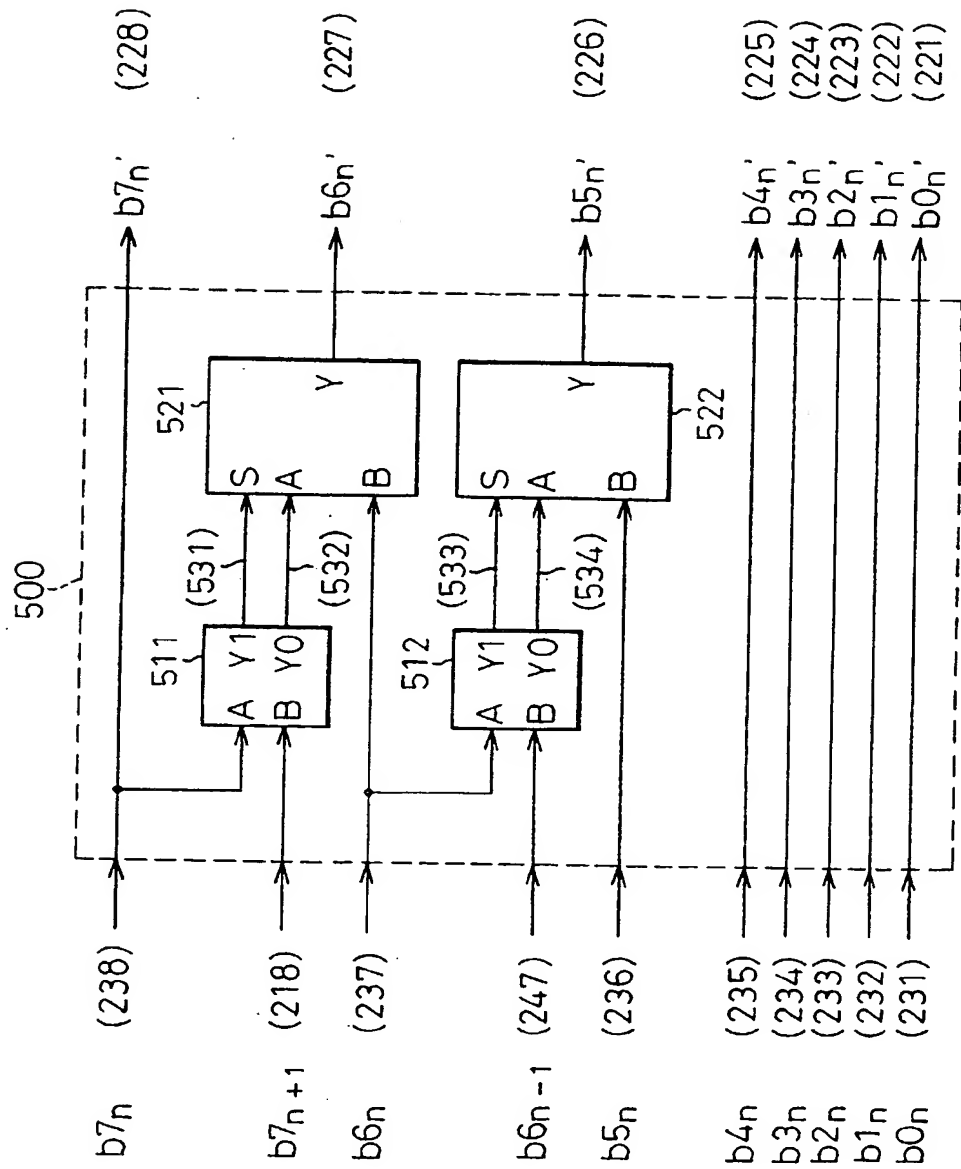 500
b7n (238) b7n' (228)
511 521
A Y1 (531) S
B Y0 (532) A Y
b7n+1 (218) b6n' (227)
b6n (237) B
512
A Y1 (533) S
B Y0 (534) A Y
b6n-1 (247) b5n' (226)
b5n (236) B
522
b4n (235) b4n' (225)
b3n (234) b3n' (224)
b2n (233) b2n' (223)
b1n (232) b1n' (222)
b0n (231) b0n' (221)